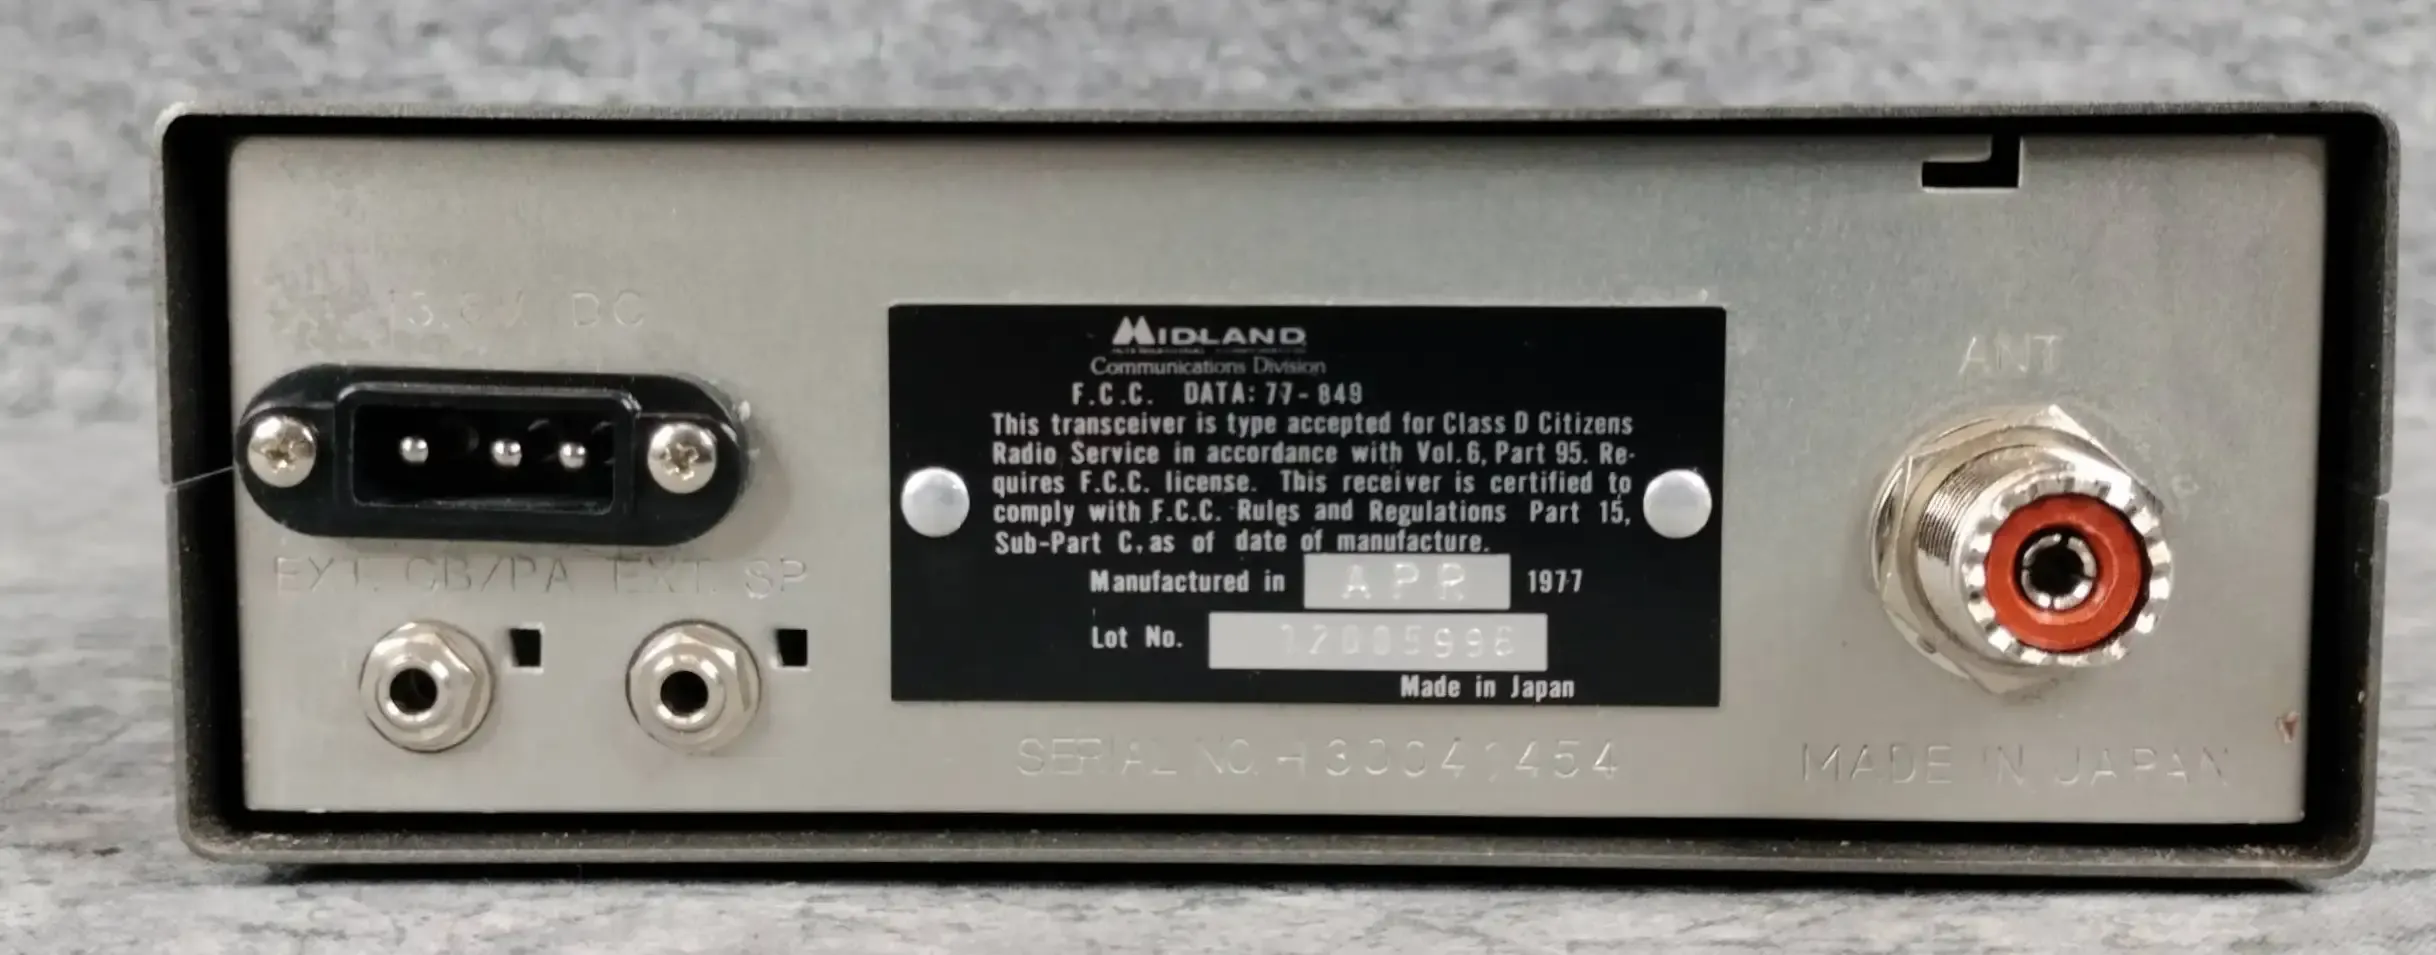 13.8V DC
EXT. CB/PA EXT. SP
MIDLAND
Communications Division
F.C.C. DATA: 77-849
This transceiver is type accepted for Class D Citizens
Radio Service in accordance with Vol.6, Part 95. Re-
quires F.C.C. license. This receiver is certified to
comply with F.C.C. Rules and Regulations Part 15,
Sub-Part C, as of date of manufacture.
Manufactured in APR 1977
Lot No. 12005996
Made in Japan
SERIAL NO.
ANT
MADE IN JAPAN